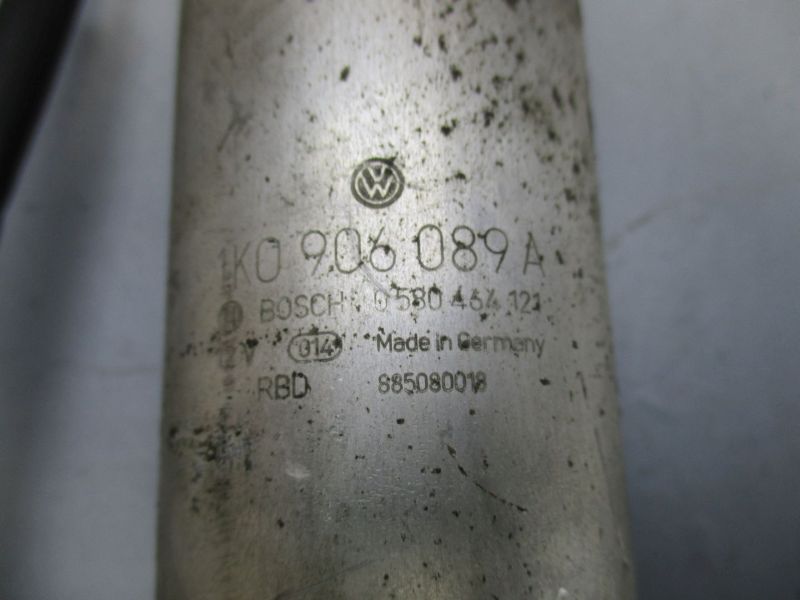 1K0 906 089 A
BOSCH 0 580 464 121
12V 014 Made in Germany
RBD 885080018